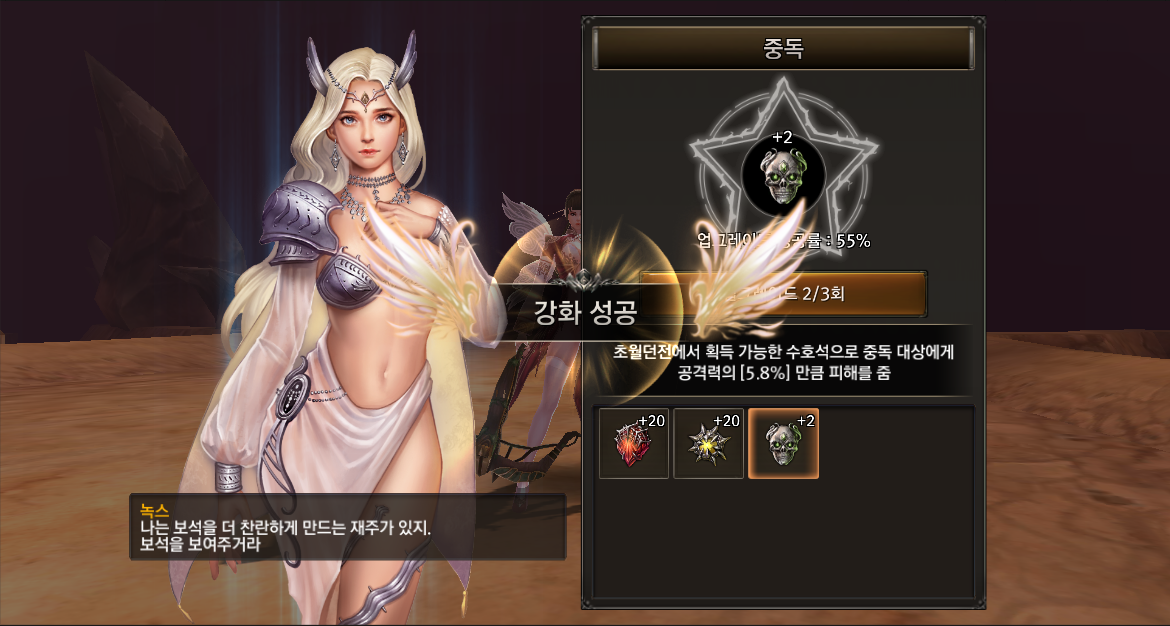 중독
+2
업그레이드 성공률 : 55%
2/3회
강화 성공
초월던전에서 획득 가능한 수호석으로 중독 대상에게
공격력의 [5.8%] 만큼 피해를 줌
+20
+20
+2
녹스
나는 보석을 더 찬란하게 만드는 재주가 있지.
보석을 보여주거라